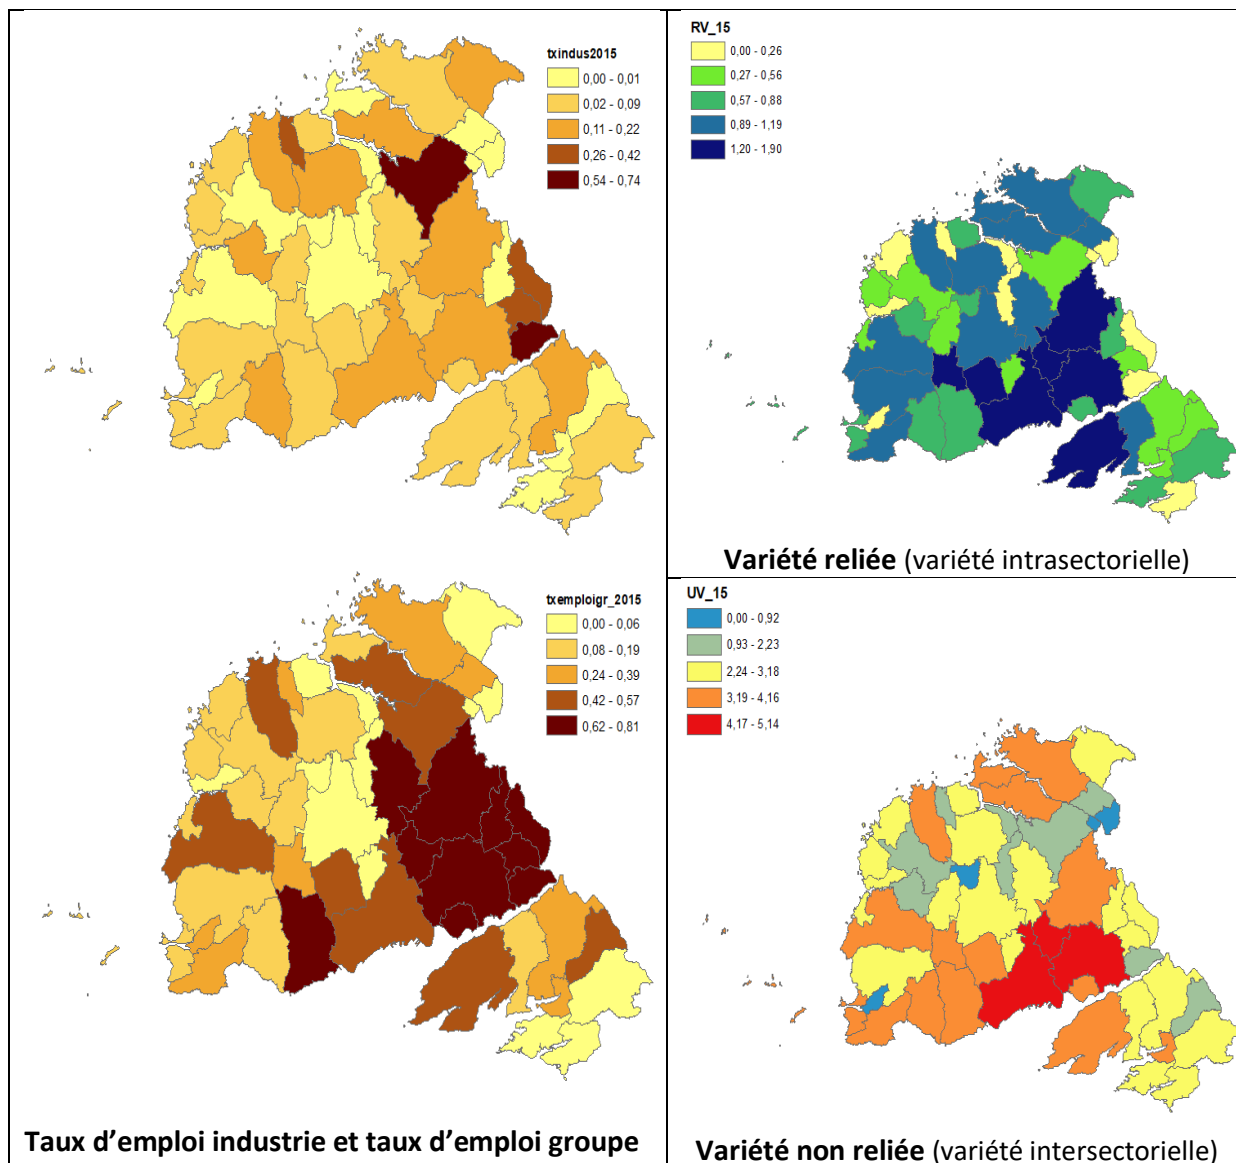 txindus2015
0,00 - 0,01
0,02 - 0,09
0,11 - 0,22
0,26 - 0,42
0,54 - 0,74
txemploigr_2015
0,00 - 0,06
0,08 - 0,19
0,24 - 0,39
0,42 - 0,57
0,62 - 0,81
Taux d’emploi industrie et taux d’emploi groupe
RV_15
0,00 - 0,26
0,27 - 0,56
0,57 - 0,88
0,89 - 1,19
1,20 - 1,90
Variété reliée (variété intrasectorielle)
UV_15
0,00 - 0,92
0,93 - 2,23
2,24 - 3,18
3,19 - 4,16
4,17 - 5,14
Variété non reliée (variété intersectorielle)